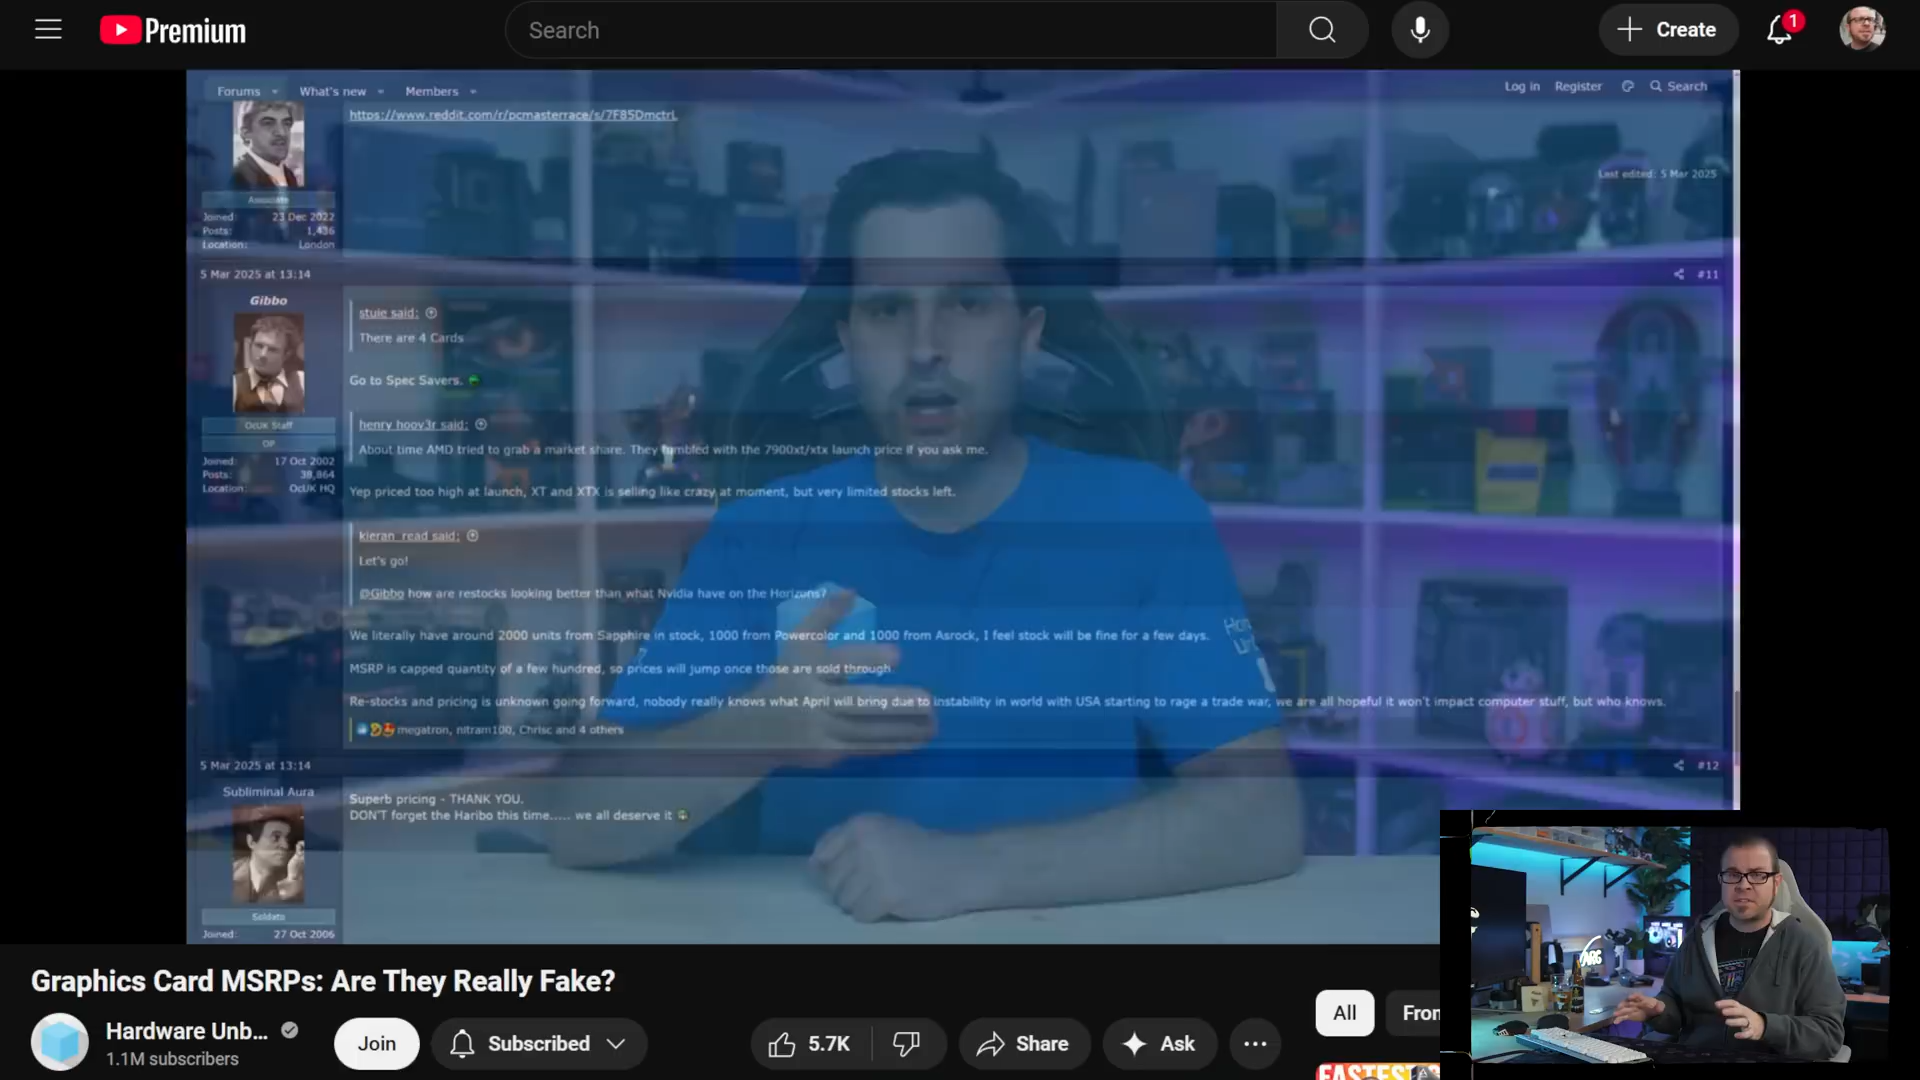 Premium
Search
Create
1
Forums
What's new
Members
Log in
Register
Search
https://www.reddit.com/r/pcmasterrace/s/7F85DmctrL
Last edited: 5 Mar 2025
Associate
Joined: 23 Dec 2022
Posts: 1,436
Location: London
5 Mar 2025 at 13:14
#11
Gibbo
OcUK Staff
OP
Joined: 17 Oct 2002
Posts: 38,864
Location: OcUK HQ
stuie said:
There are 4 Cards
Go to Spec Savers.
henry hoov3r said:
About time AMD tried to grab a market share. They fumbled with the 7900xt/xtx launch price if you ask me.
Yep priced too high at launch, XT and XTX is selling like crazy at moment, but very limited stocks left.
kieran_read said:
Let's go!
@Gibbo how are restocks looking better than what Nvidia have on the Horizons?
We literally have around 2000 units from Sapphire in stock, 1000 from Powercolor and 1000 from Asrock, I feel stock will be fine for a few days.
MSRP is capped quantity of a few hundred, so prices will jump once those are sold through.
Re-stocks and pricing is unknown going forward, nobody really knows what April will bring due to instability in world with USA starting to rage a trade war, we are all hopeful it won't impact computer stuff, but who knows.
megatron, nitram100, Chrisc and 4 others
5 Mar 2025 at 13:14
#12
Subliminal Aura
Soldato
Joined: 27 Oct 2006
Superb pricing - THANK YOU.
DON'T forget the Haribo this time..... we all deserve it
Graphics Card MSRPs: Are They Really Fake?
Hardware Unb...
1.1M subscribers
Join
Subscribed
5.7K
Share
Ask
All
From
FASTEST